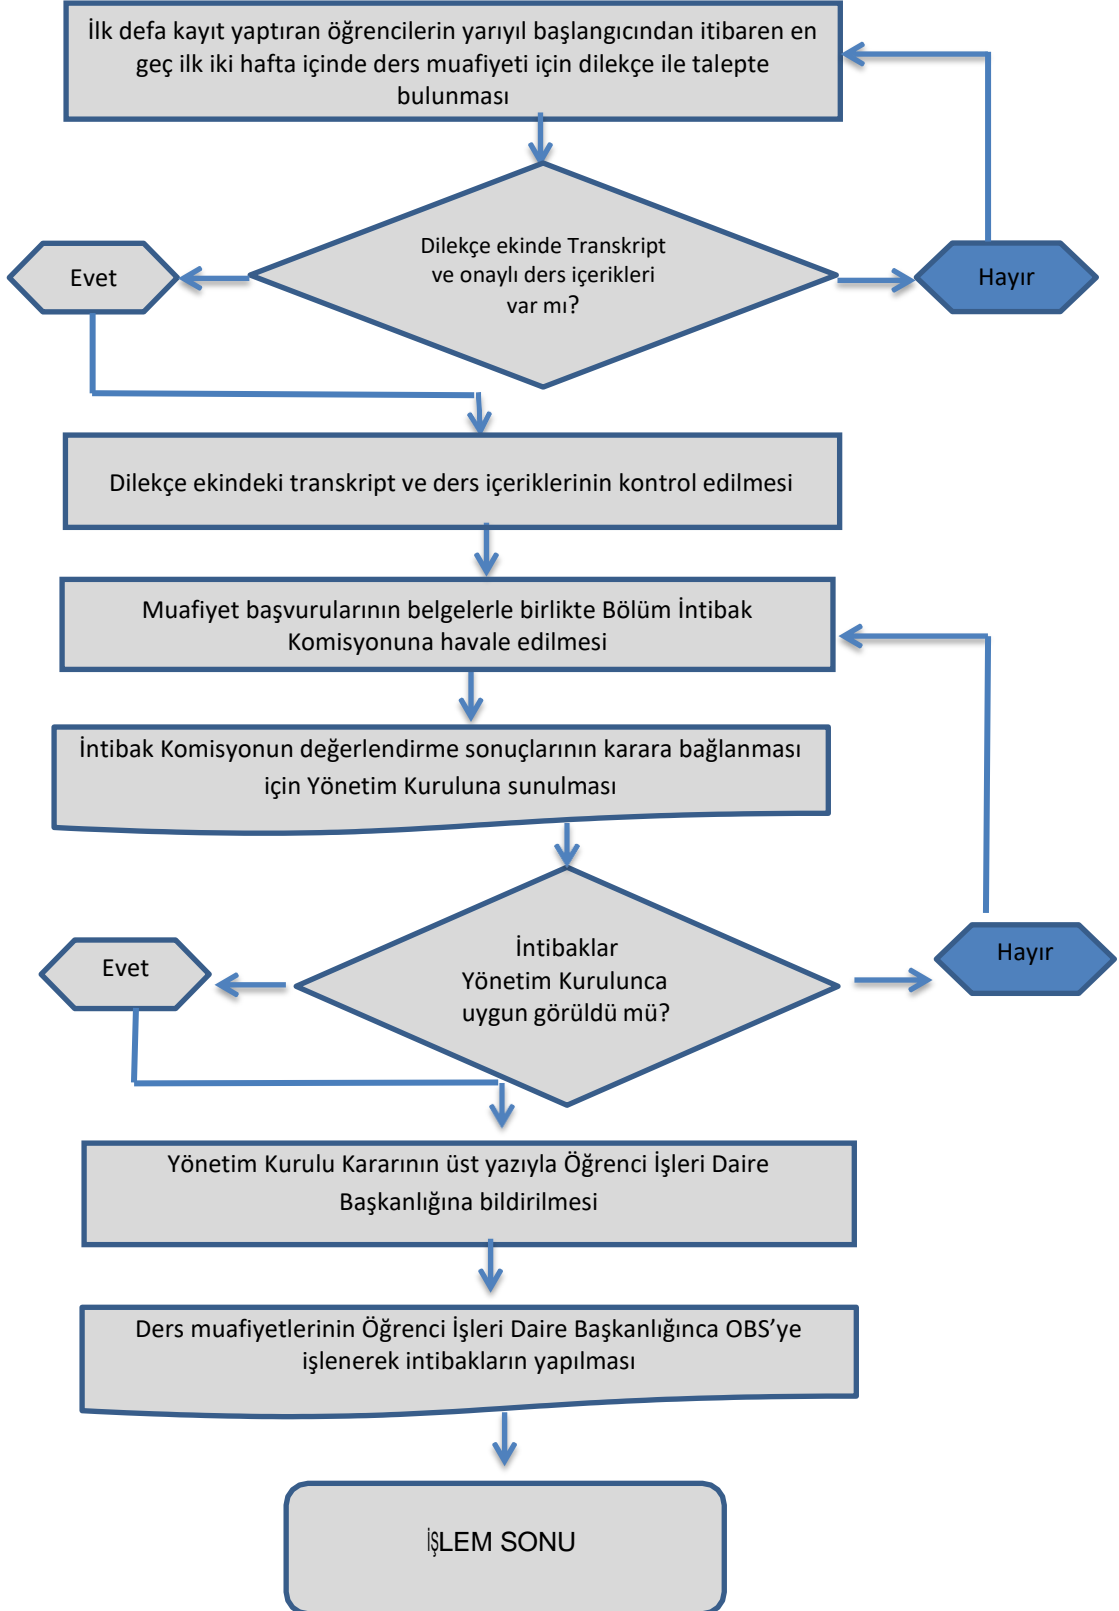 İlk defa kayıt yaptıran öğrencilerin yarıyıl başlangıcından itibaren en
geç ilk iki hafta içinde ders muafiyeti için dilekçe ile talepte
bulunması
Dilekçe ekinde Transkript
ve onaylı ders içerikleri
var mı?
Evet
Hayır
Dilekçe ekindeki transkript ve ders içeriklerinin kontrol edilmesi
Muafiyet başvurularının belgelerle birlikte Bölüm İntibak
Komisyonuna havale edilmesi
İntibak Komisyonun değerlendirme sonuçlarının karara bağlanması
için Yönetim Kuruluna sunulması
İntibaklar
Yönetim Kurulunca
uygun görüldü mü?
Evet
Hayır
Yönetim Kurulu Kararının üst yazıyla Öğrenci İşleri Daire
Başkanlığına bildirilmesi
Ders muafiyetlerinin Öğrenci İşleri Daire Başkanlığınca OBS’ye
işlenerek intibakların yapılması
İŞLEM SONU